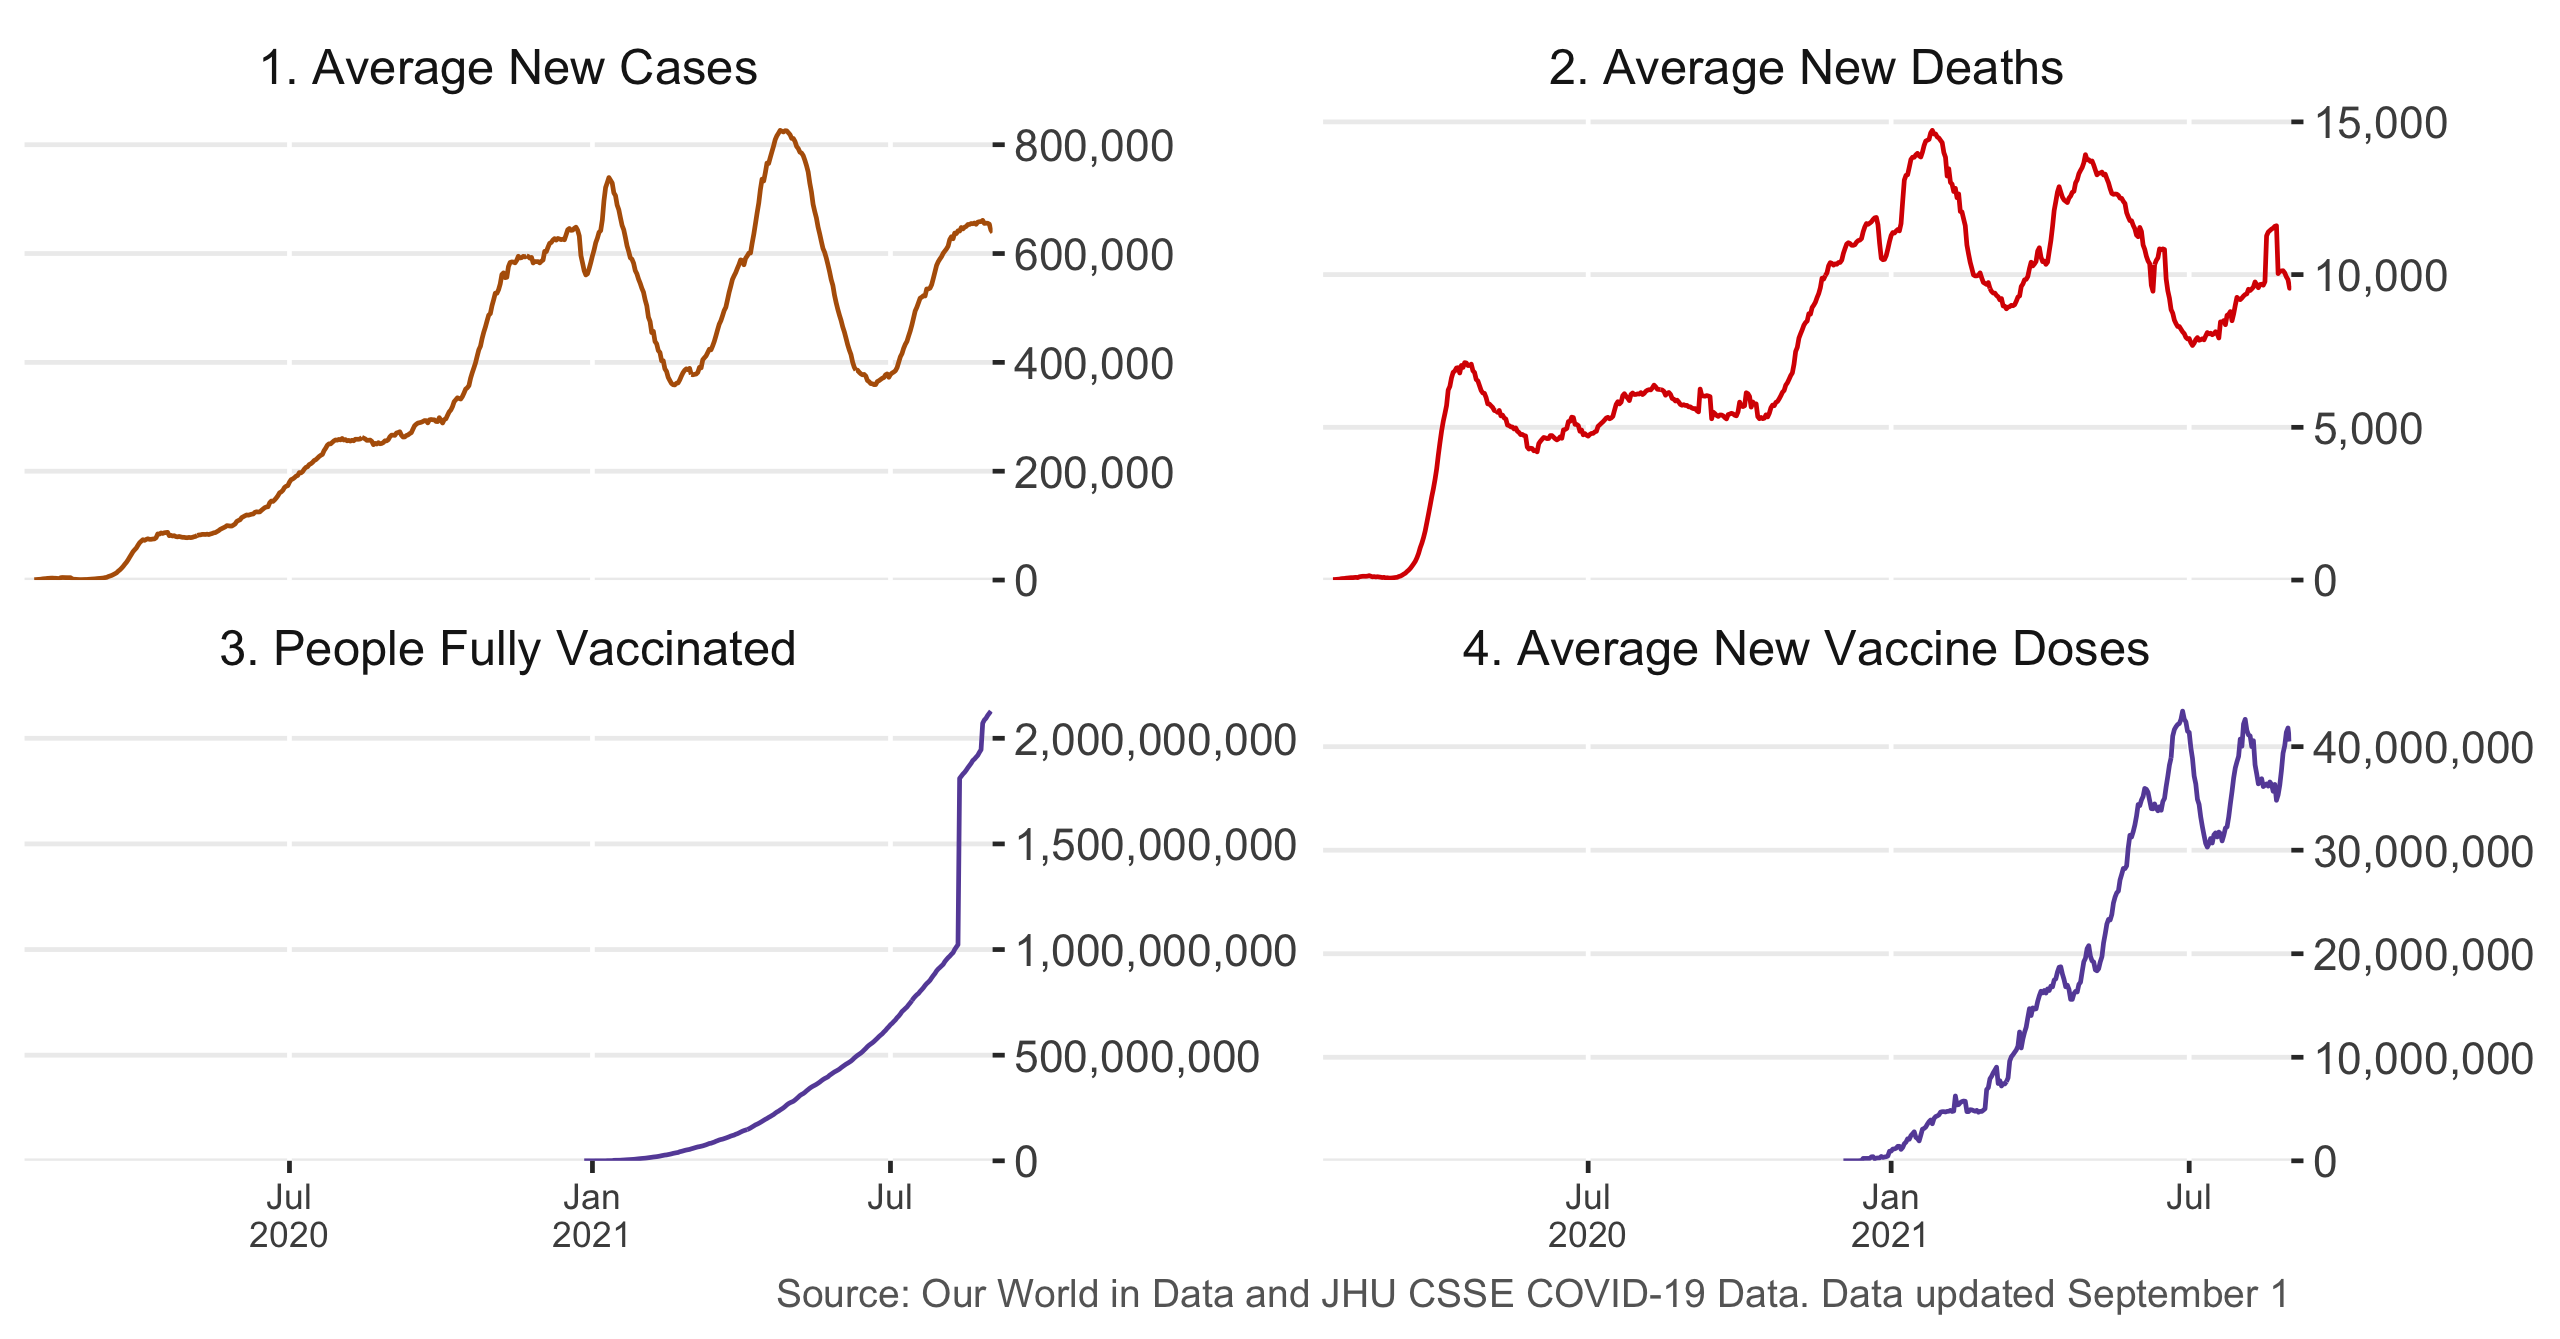 1. Average New Cases
800,000
600,000
400,000
200,000
0
2. Average New Deaths
15,000
10,000
5,000
0
3. People Fully Vaccinated
2,000,000,000
1,500,000,000
1,000,000,000
500,000,000
0
Jul
2020
Jan
2021
Jul
4. Average New Vaccine Doses
40,000,000
30,000,000
20,000,000
10,000,000
0
Jul
2020
Jan
2021
Jul
Source: Our World in Data and JHU CSSE COVID-19 Data. Data updated September 1